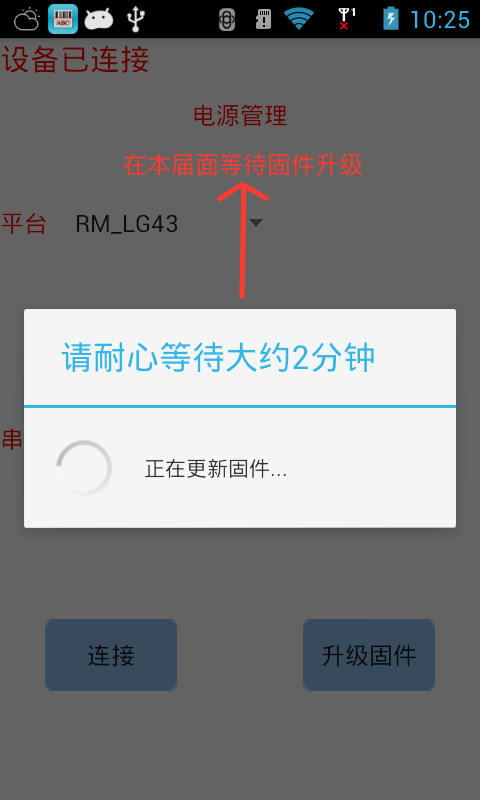 ABC
1
10:25
设备已连接
电源管理
在本届面等待固件升级
平台
RM_LG43
请耐心等待大约2分钟
串
正在更新固件...
连接
升级固件